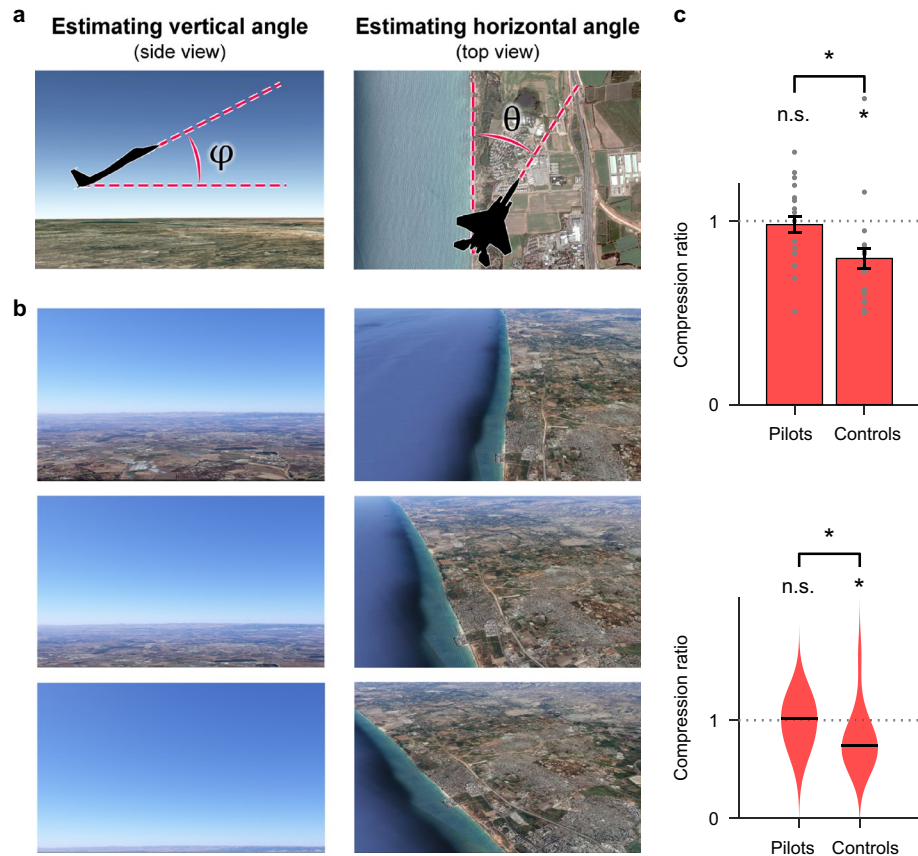 a
Estimating vertical angle
(side view)
φ
Estimating horizontal angle
(top view)
θ
b
c
*
n.s.
*
1
0
Compression ratio
Pilots
Controls
*
n.s.
*
1
0
Compression ratio
Pilots
Controls